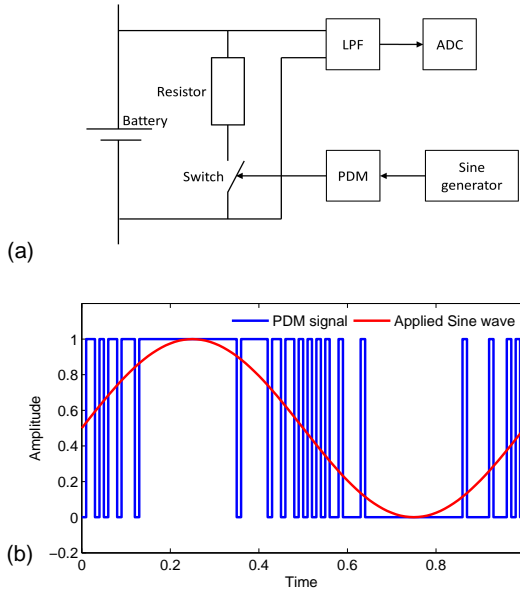 LPF
ADC
Resistor
Battery
Switch
PDM
Sine
generator
(a)
PDM signal
Applied Sine wave
1
0.8
0.6
0.4
0.2
0
−0.2
Amplitude
0
0.2
0.4
0.6
0.8
Time
(b)